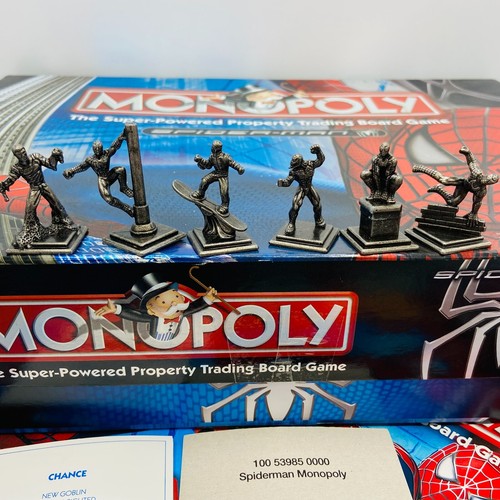 MONOPOLY
The Super-Powered Property Trading Board Game
SPIDER-MAN
MONOPOLY
Super-Powered Property Trading Board Game
CHANCE
NEW GOBLIN
100 53985 0000
Spiderman Monopoly